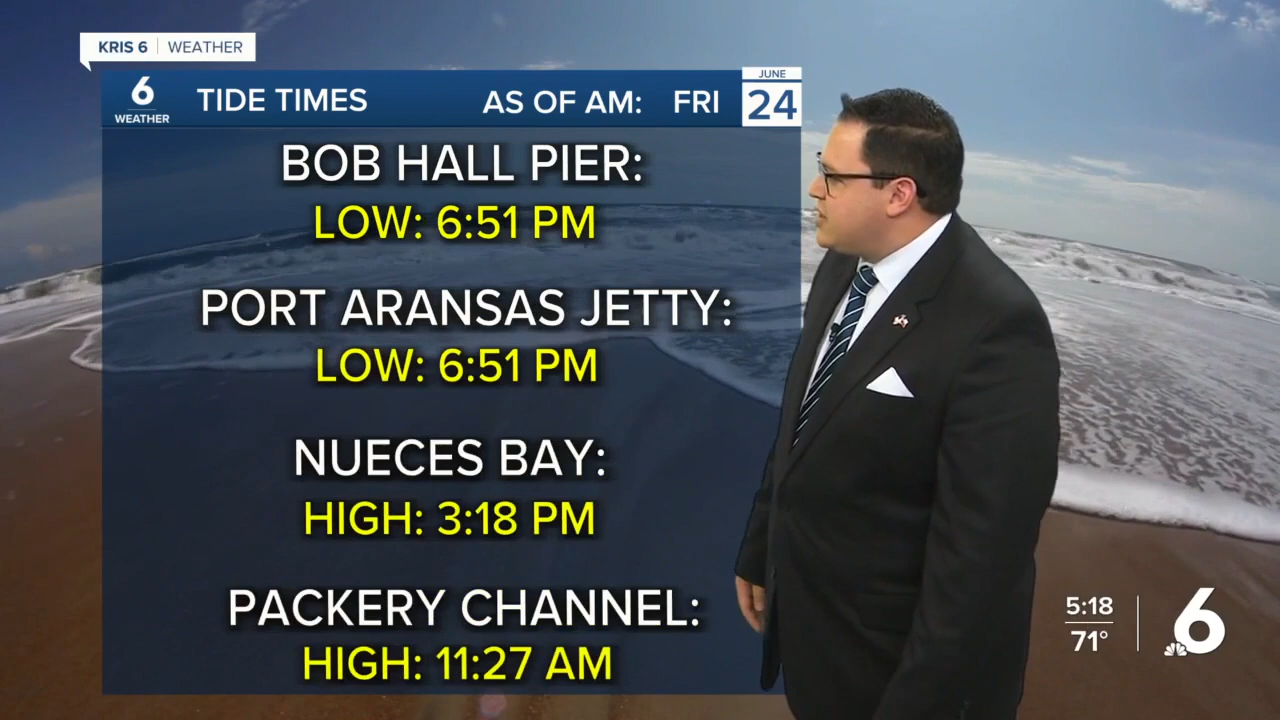 KRIS 6 | WEATHER
6
WEATHER
TIDE TIMES
AS OF AM: FRI
JUNE
24
BOB HALL PIER:
LOW: 6:51 PM
PORT ARANSAS JETTY:
LOW: 6:51 PM
NUECES BAY:
HIGH: 3:18 PM
PACKERY CHANNEL:
HIGH: 11:27 AM
5:18
71°
6